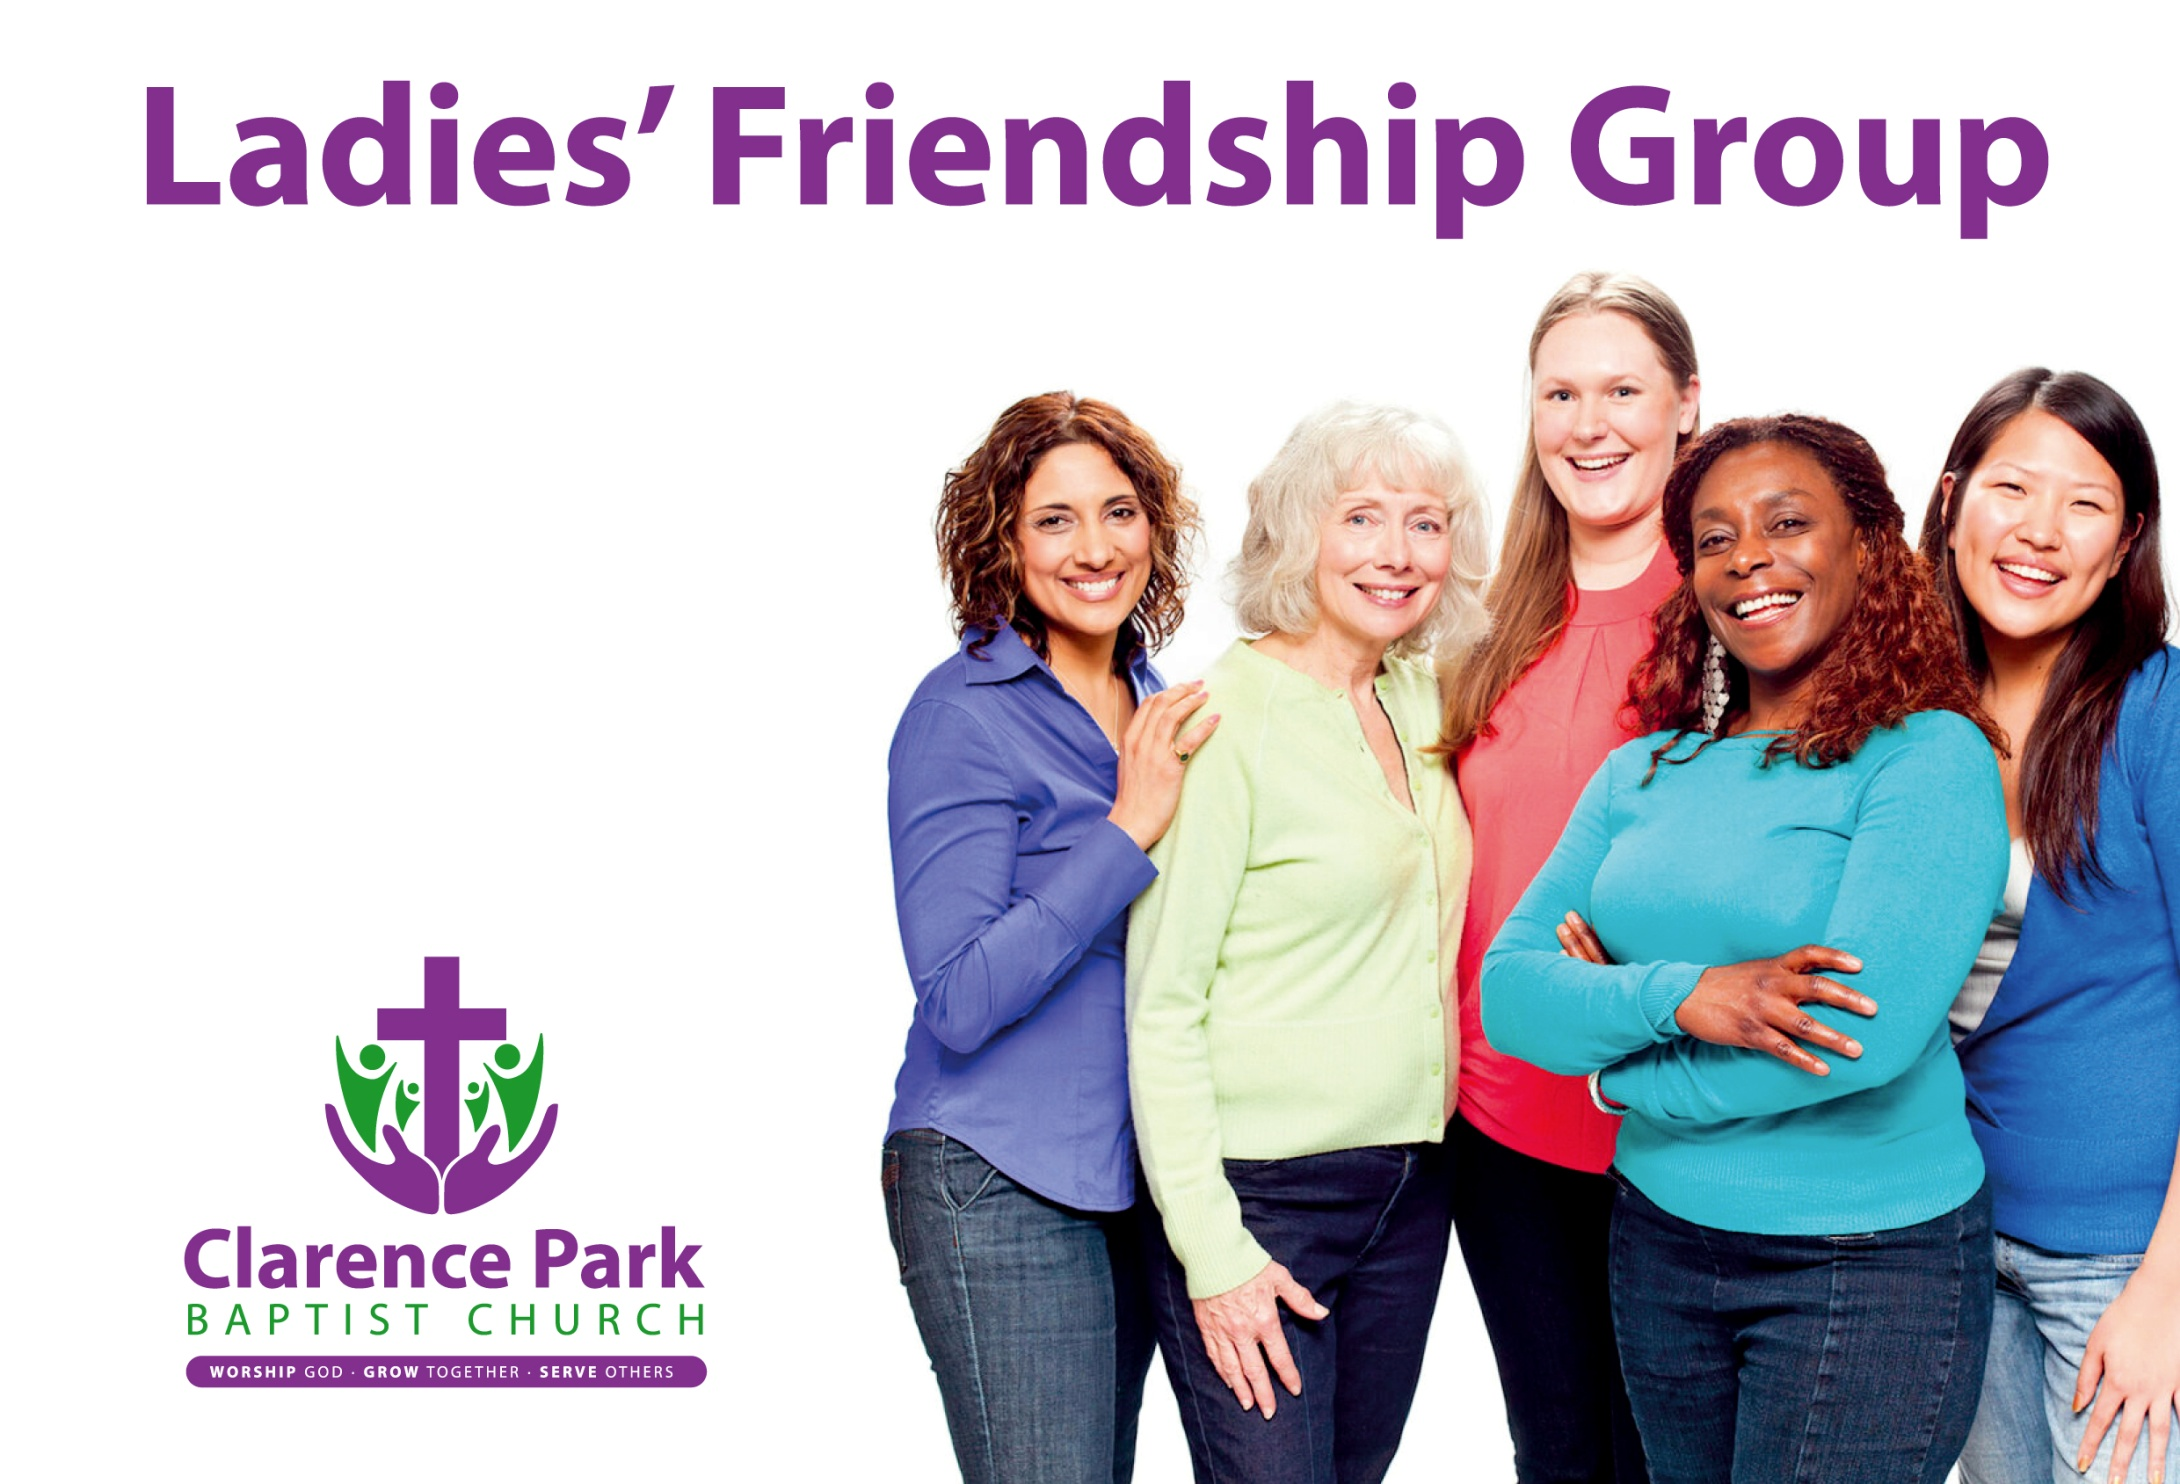 Ladies’ Friendship Group
Clarence Park
BAPTIST CHURCH
WORSHIP GOD · GROW TOGETHER · SERVE OTHERS